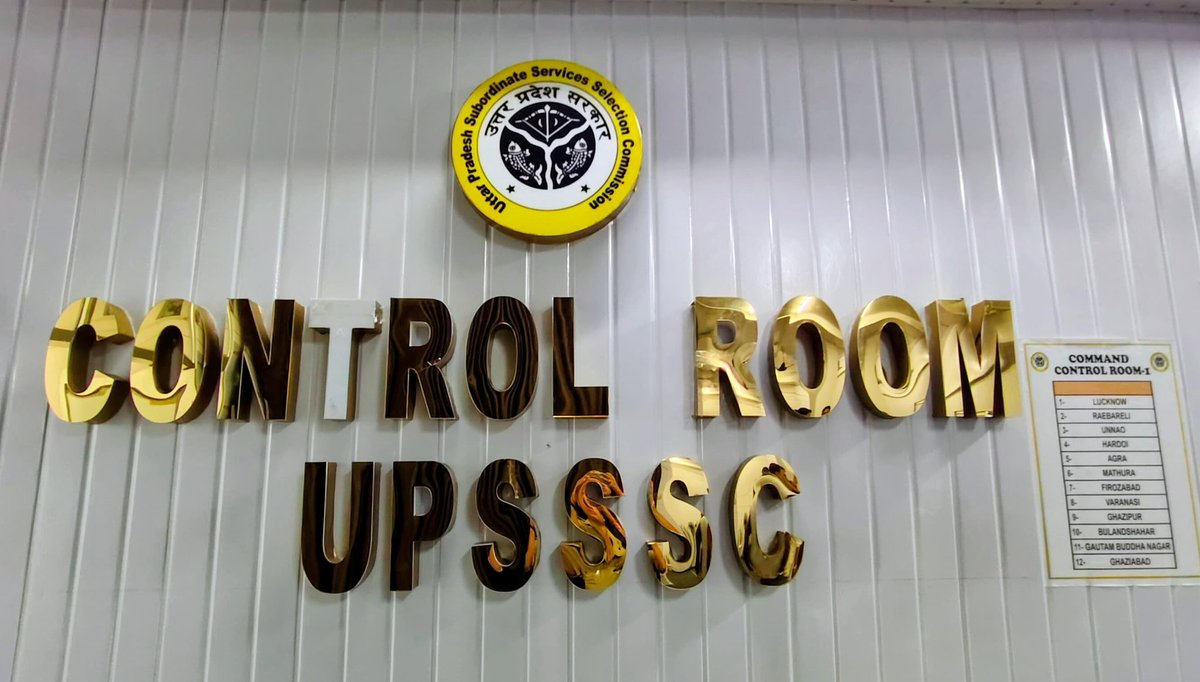 Uttar Pradesh Subordinate Services Selection Commission
उत्तर प्रदेश सरकार
CONTROL ROOM
UPSSSC
COMMAND
CONTROL ROOM-1
1- LUCKNOW
2- RAEBARELI
3- UNNAO
4- HARDOI
5- AGRA
6- MATHURA
7- FIROZABAD
8- VARANASI
9- GHAZIPUR
10- BULANDSHAHAR
11- GAUTAM BUDDHA NAGAR
12- GHAZIABAD